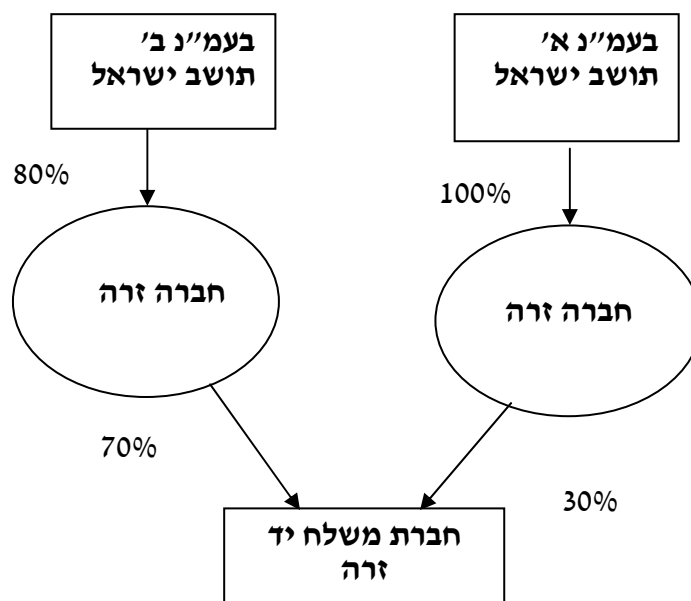 בעמ״נ א׳
תושב ישראל
בעמ״נ ב׳
תושב ישראל
100%
80%
חברה זרה
חברה זרה
30%
70%
חברת משלח יד
זרה